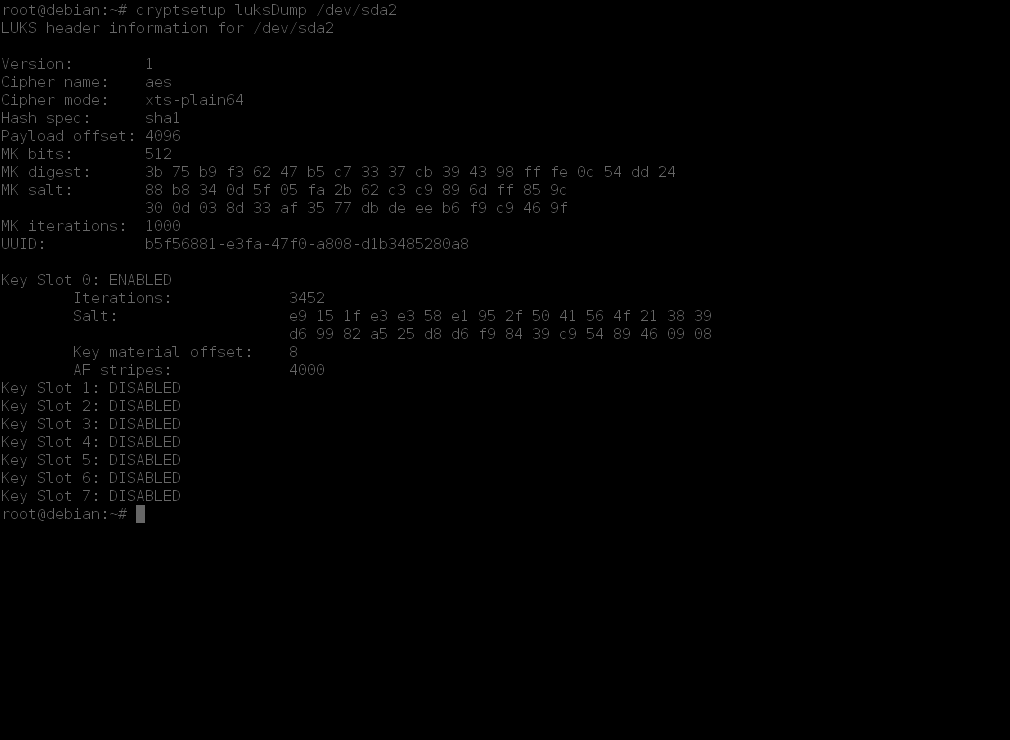 root@debian:~# cryptsetup luksDump /dev/sda2
LUKS header information for /dev/sda2
Version: 1
Cipher name: aes
Cipher mode: xts-plain64
Hash spec: sha1
Payload offset: 4096
MK bits: 512
MK digest: 3b 75 b9 f3 62 47 b5 c7 33 37 cb 39 43 98 ff fe 0c 54 dd 24
MK salt: 88 b8 34 0d 5f 05 fa 2b 62 c3 c9 89 6d ff 85 9c
30 0d 03 8d 33 af 35 77 db de ee b6 f9 c9 46 9f
MK iterations: 1000
UUID: b5f56881-e3fa-47f0-a808-d1b3485280a8
Key Slot 0: ENABLED
Iterations: 3452
Salt: e9 15 1f e3 e3 58 e1 95 2f 50 41 56 4f 21 38 39
d6 99 82 a5 25 d8 d6 f9 84 39 c9 54 89 46 09 08
Key material offset: 8
AF stripes: 4000
Key Slot 1: DISABLED
Key Slot 2: DISABLED
Key Slot 3: DISABLED
Key Slot 4: DISABLED
Key Slot 5: DISABLED
Key Slot 6: DISABLED
Key Slot 7: DISABLED
root@debian:~#